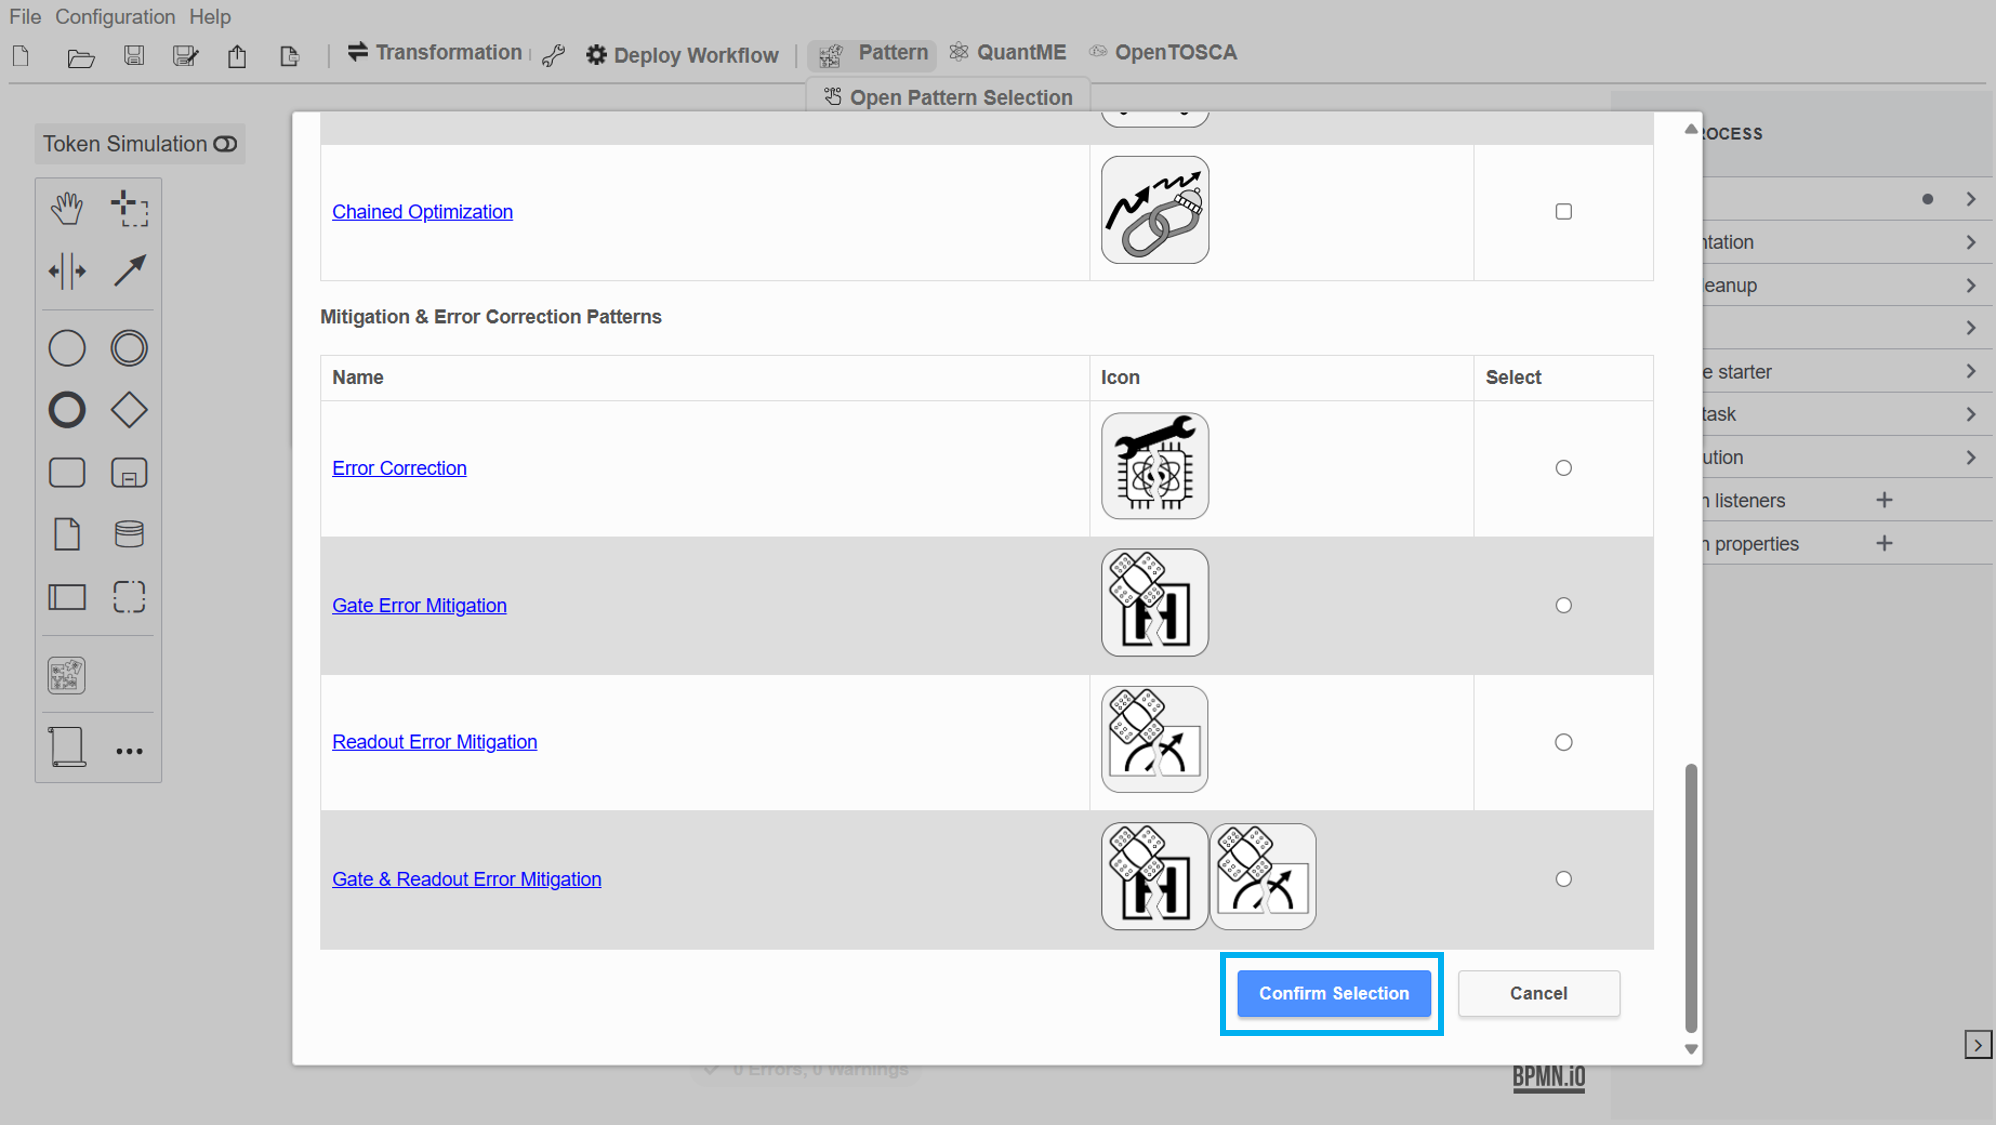 File Configuration Help
Transformation Deploy Workflow Pattern QuantME OpenTOSCA
Open Pattern Selection
Token Simulation
ROCESS
Chained Optimization
ntation
leanup
Mitigation & Error Correction Patterns
e starter
Name Icon Select
task
ution
Error Correction
n listeners
n properties
Gate Error Mitigation
Readout Error Mitigation
Gate & Readout Error Mitigation
Confirm Selection Cancel
0 Errors, 0 Warnings
BPMN.iO